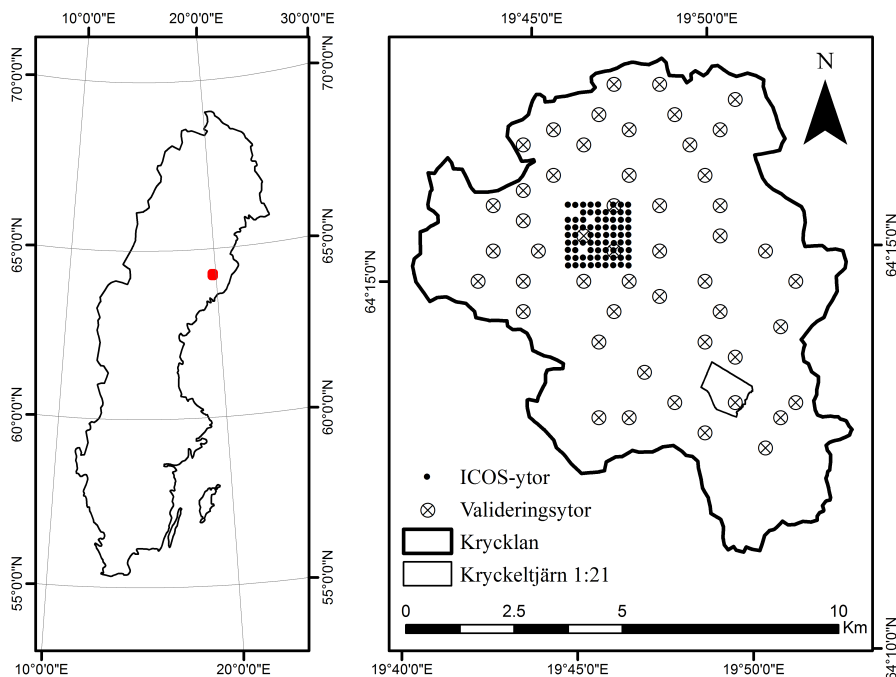 10°0'0"E
20°0'0"E
30°0'0"E
70°0'0"N
70°0'0"N
65°0'0"N
65°0'0"N
60°0'0"N
60°0'0"N
55°0'0"N
55°0'0"N
10°0'0"E
20°0'0"E
19°45'0"E
19°50'0"E
N
64°15'0"N
64°15'0"N
ICOS-ytor
Valideringsytor
Krycklan
Kryckeltjärn 1:21
0
2.5
5
10
Km
64°10'0"N
19°40'0"E
19°45'0"E
19°50'0"E